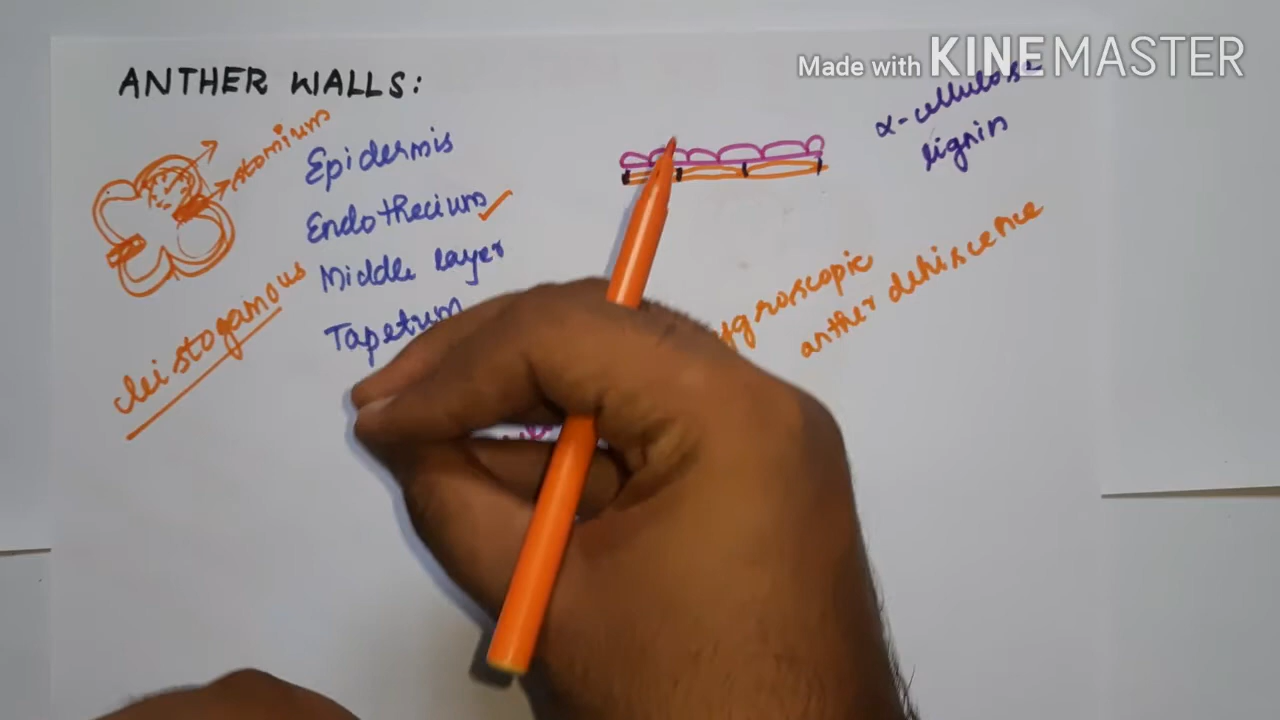 Made with KINEMASTER
ANTHER WALLS:
stomium
Epidermis
Endothecium
Middle layer
Tapetum
cleistogamous
α-cellulose
lignin
anther dehiscence